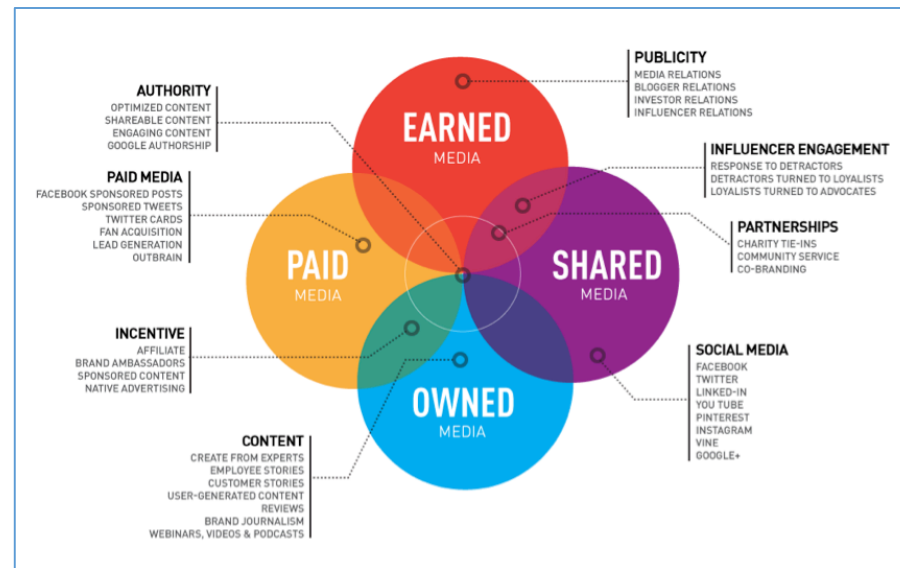 AUTHORITY
OPTIMIZED CONTENT
SHAREABLE CONTENT
ENGAGING CONTENT
GOOGLE AUTHORSHIP
PAID MEDIA
FACEBOOK SPONSORED POSTS
SPONSORED TWEETS
TWITTER CARDS
FAN ACQUISITION
LEAD GENERATION
OUTBRAIN
INCENTIVE
AFFILIATE
BRAND AMBASSADORS
SPONSORED CONTENT
NATIVE ADVERTISING
CONTENT
CREATE FROM EXPERTS
EMPLOYEE STORIES
CUSTOMER STORIES
USER-GENERATED CONTENT
REVIEWS
BRAND JOURNALISM
WEBINARS, VIDEOS & PODCASTS
EARNED
MEDIA
PAID
MEDIA
SHARED
MEDIA
OWNED
MEDIA
PUBLICITY
MEDIA RELATIONS
BLOGGER RELATIONS
INVESTOR RELATIONS
INFLUENCER RELATIONS
INFLUENCER ENGAGEMENT
RESPONSE TO DETRACTORS
DETRACTORS TURNED TO LOYALISTS
LOYALISTS TURNED TO ADVOCATES
PARTNERSHIPS
CHARITY TIE-INS
COMMUNITY SERVICE
CO-BRANDING
SOCIAL MEDIA
FACEBOOK
TWITTER
LINKED-IN
YOU TUBE
PINTEREST
INSTAGRAM
VINE
GOOGLE+